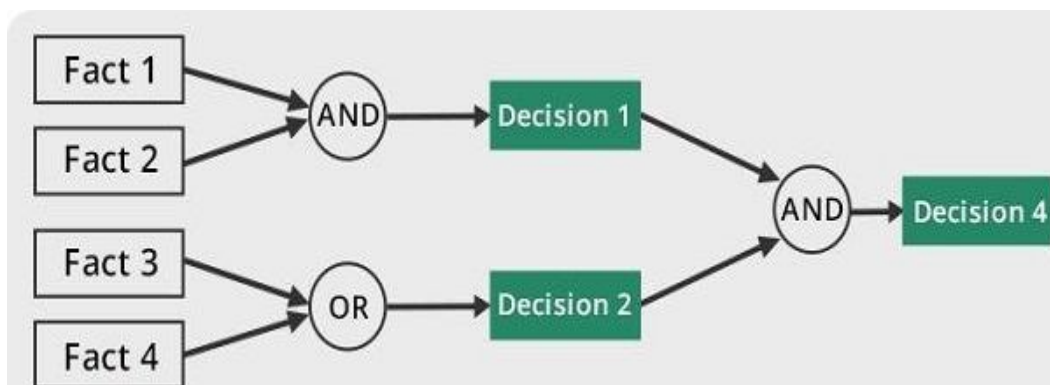 Fact 1
Fact 2
AND
Decision 1
Fact 3
Fact 4
OR
Decision 2
AND
Decision 4